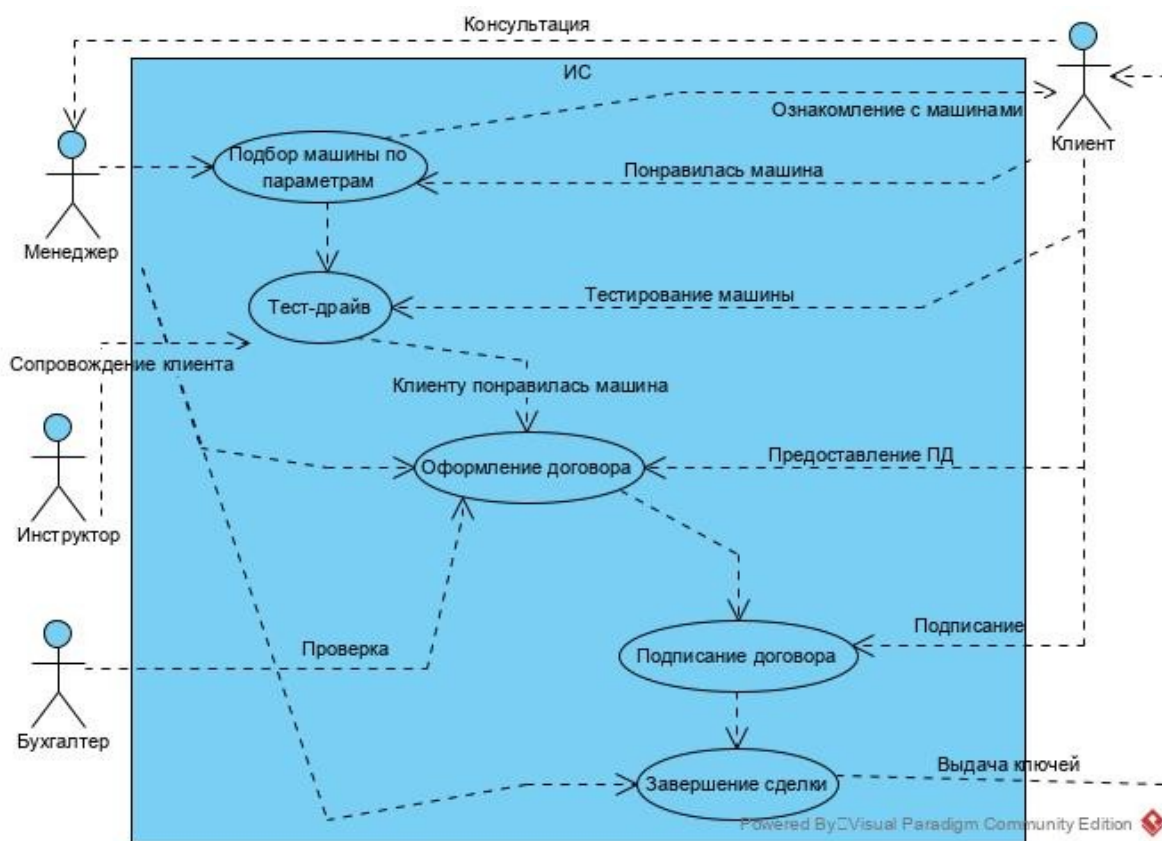 Консультация
ИС
Ознакомление с машинами
Клиент
Подбор машины по
параметрам
Понравилась машина
Менеджер
Тест-драйв
Тестирование машины
Сопровождение клиента
Клиенту понравилась машина
Оформление договора
Предоставление ПД
Инструктор
Подписание
Проверка
Подписание договора
Бухгалтер
Выдача ключей
Завершение сделки
Powered By Visual Paradigm Community Edition